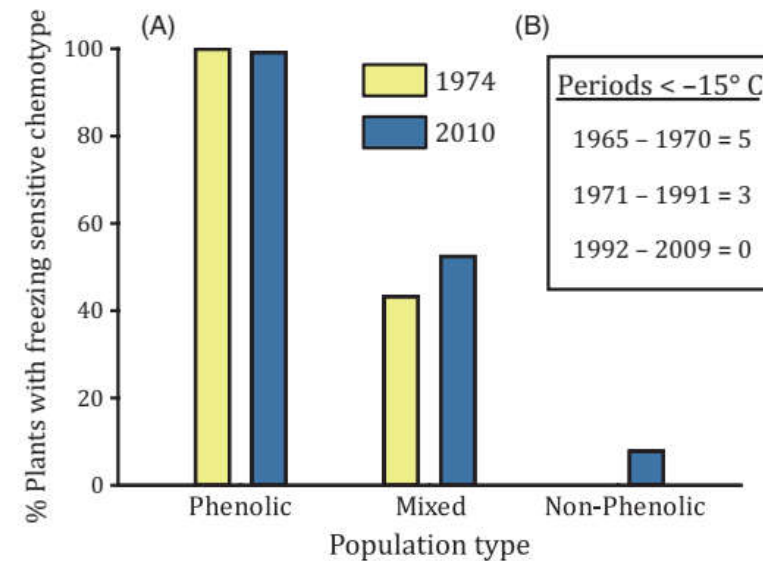 (A)
(B)
% Plants with freezing sensitive chemotype
100
80
60
40
20
0
1974
2010
Periods < –15° C
1965 – 1970 = 5
1971 – 1991 = 3
1992 – 2009 = 0
Phenolic Mixed Non-Phenolic
Population type